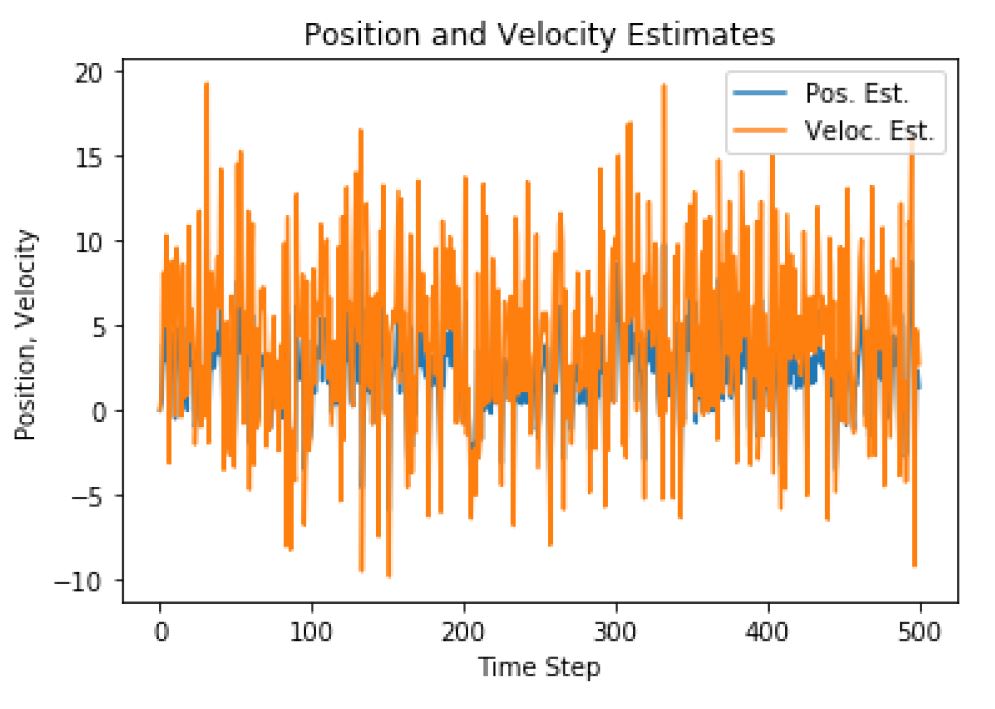 Position and Velocity Estimates
Pos. Est.
Veloc. Est.
Position, Velocity
20
15
10
5
0
−5
−10
0 100 200 300 400 500
Time Step